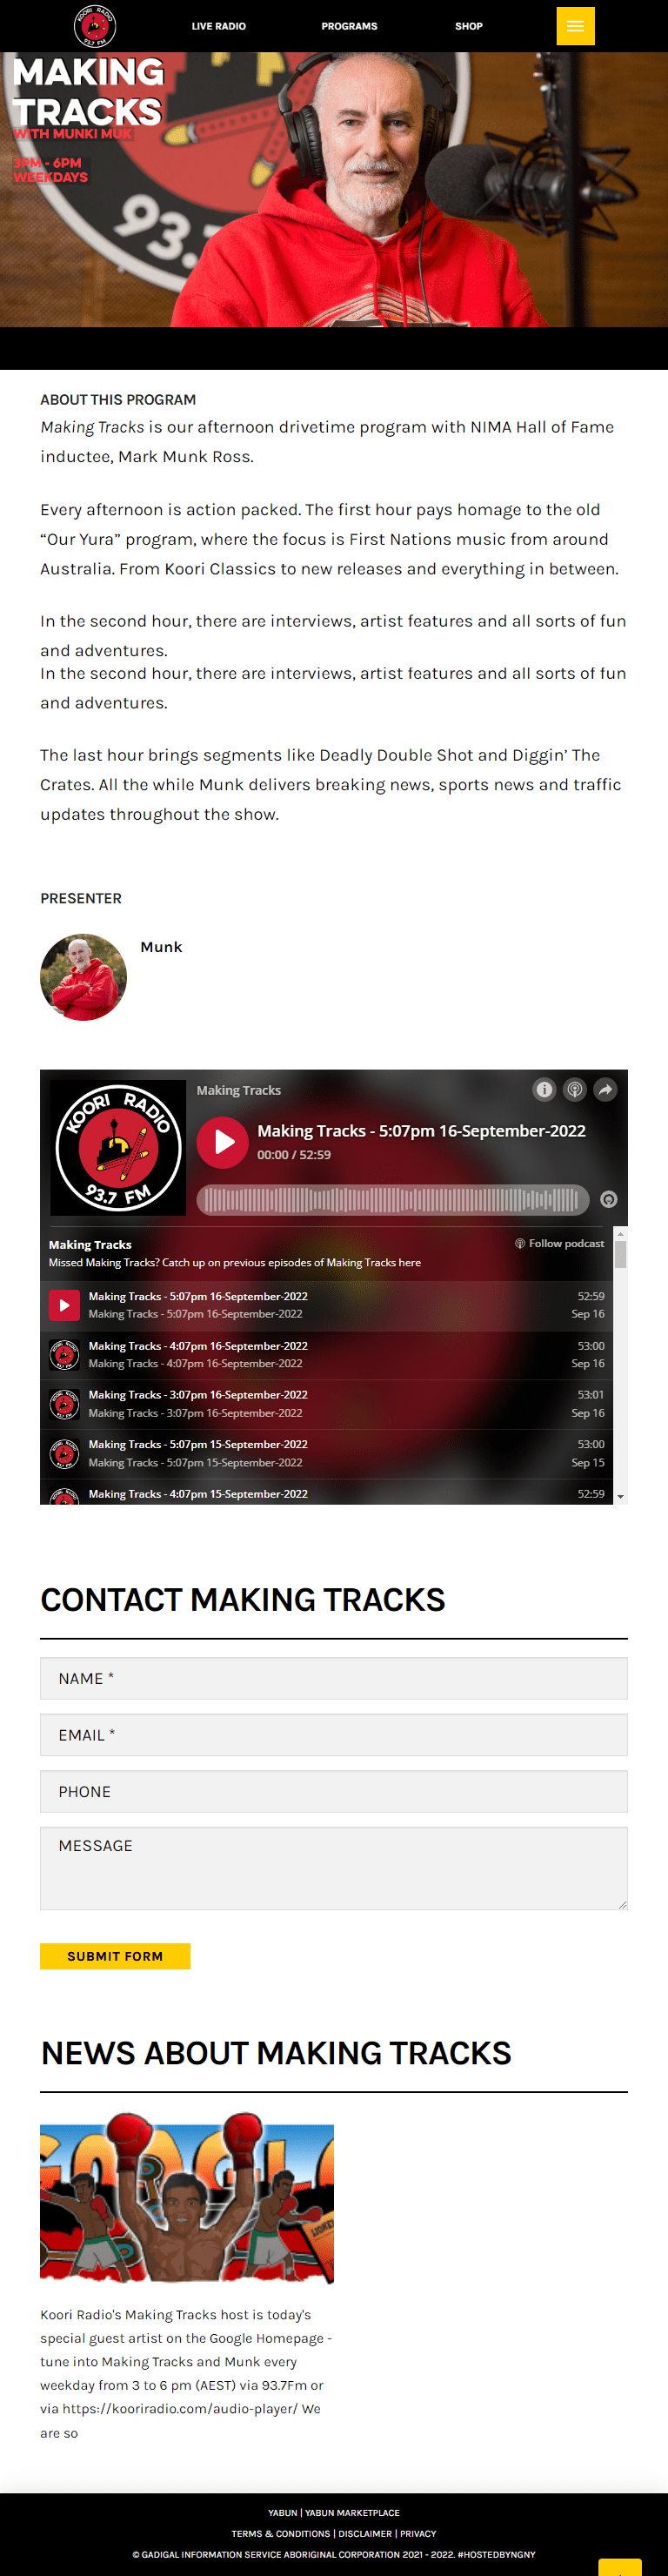 KOORI RADIO
93.7 FM
LIVE RADIO
PROGRAMS
SHOP
MAKING
TRACKS
WITH MUNKI MUK
3PM - 6PM
WEEKDAYS
93.
ABOUT THIS PROGRAM
Making Tracks is our afternoon drivetime program with NIMA Hall of Fame
inductee, Mark Munk Ross.
Every afternoon is action packed. The first hour pays homage to the old
“Our Yura” program, where the focus is First Nations music from around
Australia. From Koori Classics to new releases and everything in between.
In the second hour, there are interviews, artist features and all sorts of fun
and adventures.
In the second hour, there are interviews, artist features and all sorts of fun
and adventures.
The last hour brings segments like Deadly Double Shot and Diggin’ The
Crates. All the while Munk delivers breaking news, sports news and traffic
updates throughout the show.
PRESENTER
Munk
KOORI RADIO
93.7 FM
Making Tracks
Making Tracks - 5:07pm 16-September-2022
00:00 / 52:59
Making Tracks
Follow podcast
Missed Making Tracks? Catch up on previous episodes of Making Tracks here
Making Tracks - 5:07pm 16-September-2022 52:59
Making Tracks - 5:07pm 16-September-2022 Sep 16
Making Tracks - 4:07pm 16-September-2022 53:00
Making Tracks - 4:07pm 16-September-2022 Sep 16
Making Tracks - 3:07pm 16-September-2022 53:01
Making Tracks - 3:07pm 16-September-2022 Sep 16
Making Tracks - 5:07pm 15-September-2022 53:00
Making Tracks - 5:07pm 15-September-2022 Sep 15
Making Tracks - 4:07pm 15-September-2022 52:59
CONTACT MAKING TRACKS
NAME *
EMAIL *
PHONE
MESSAGE
SUBMIT FORM
NEWS ABOUT MAKING TRACKS
Koori Radio's Making Tracks host is today's
special guest artist on the Google Homepage -
tune into Making Tracks and Munk every
weekday from 3 to 6 pm (AEST) via 93.7Fm or
via https://kooriradio.com/audio-player/ We
are so
YABUN | YABUN MARKETPLACE
TERMS & CONDITIONS | DISCLAIMER | PRIVACY
© GADIGAL INFORMATION SERVICE ABORIGINAL CORPORATION 2021 - 2022. #HOSTEDBYNGNY